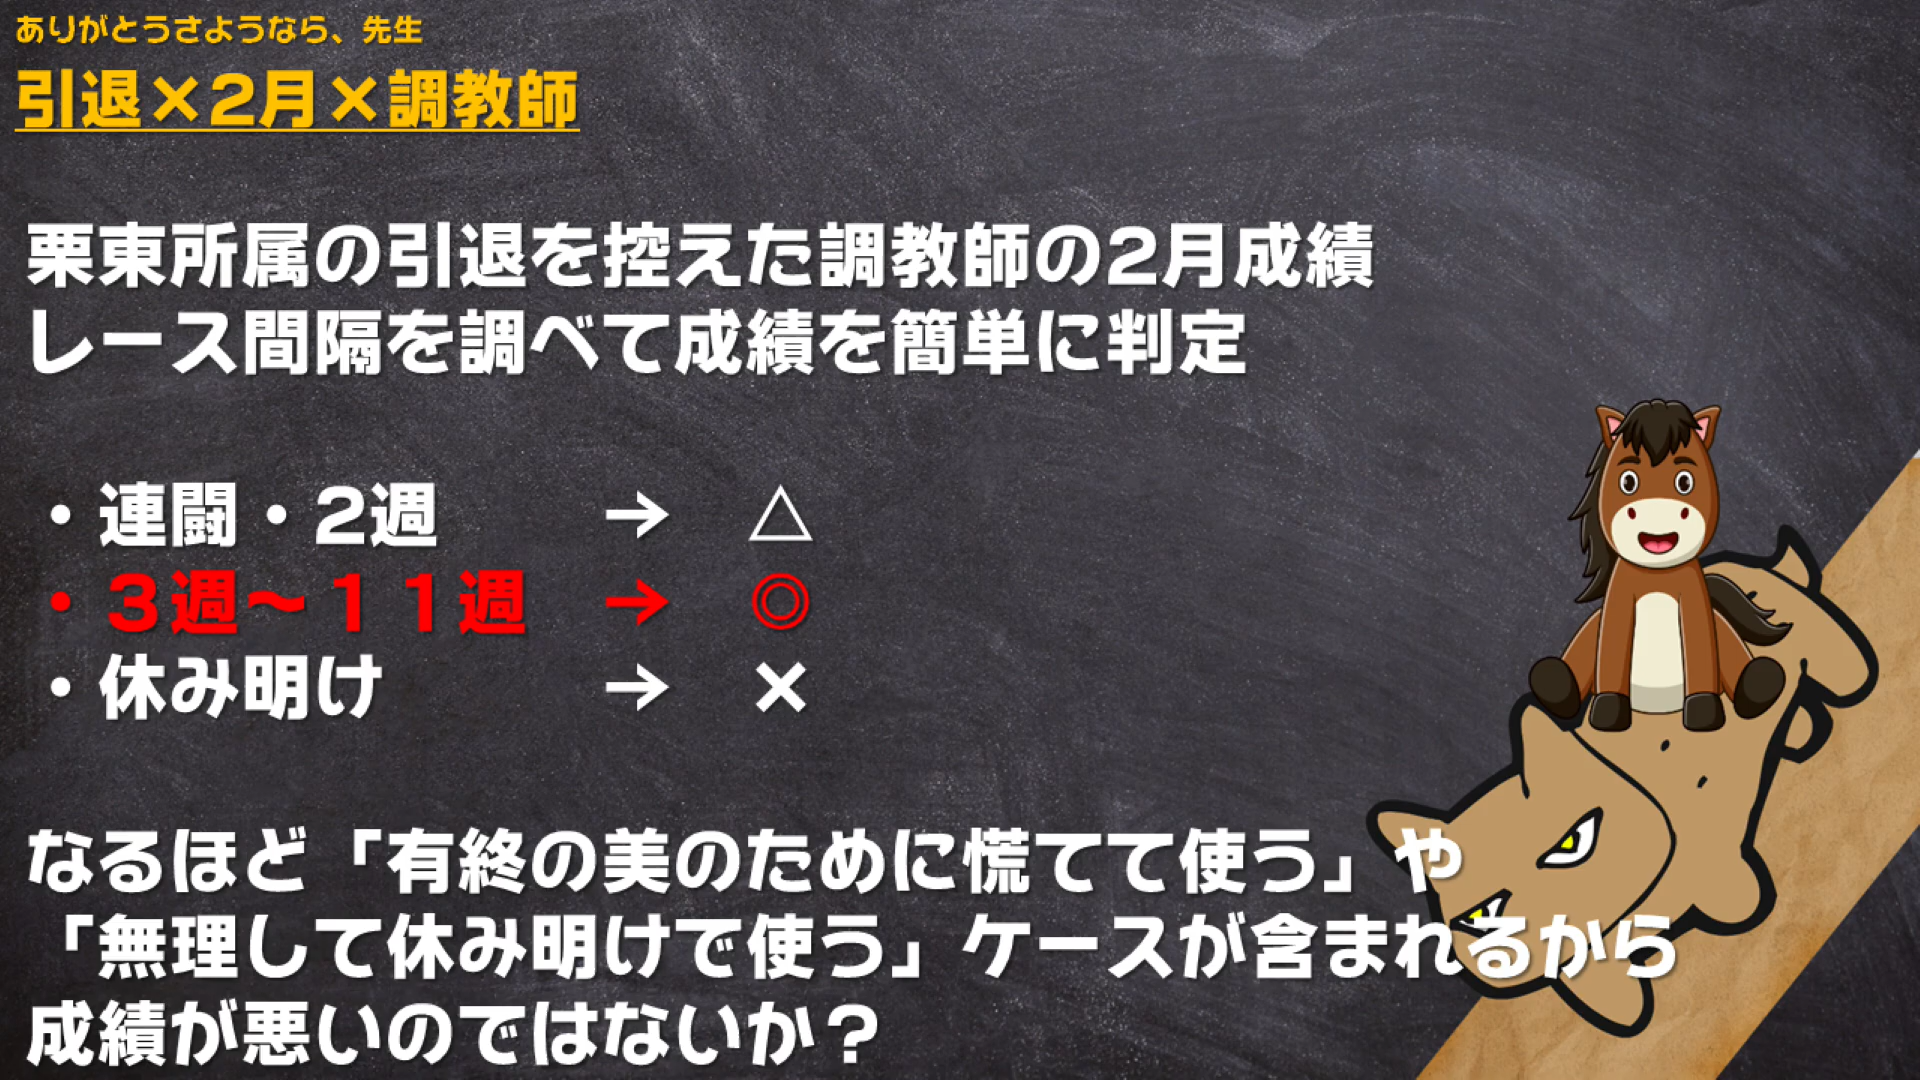 ありがとうさようなら、先生
引退×2月×調教師
栗東所属の引退を控えた調教師の2月成績
レース間隔を調べて成績を簡単に判定
・連闘・2週 → △
・３週～１１週 → ◎
・休み明け → ×
なるほど「有終の美のために慌てて使う」や
「無理して休み明けで使う」ケースが含まれるから
成績が悪いのではないか？